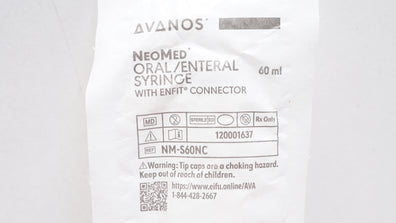 AVANOS*
NEOMED*
ORAL/ENTERAL 60 ml
SYRINGE
WITH ENFIT® CONNECTOR
MD STERILE EO Rx Only
120001637
REF NM-S60NC
Warning: Tip caps are a choking hazard.
Keep out of reach of children.
https://www.eifu.online/AVA
1-844-428-2667